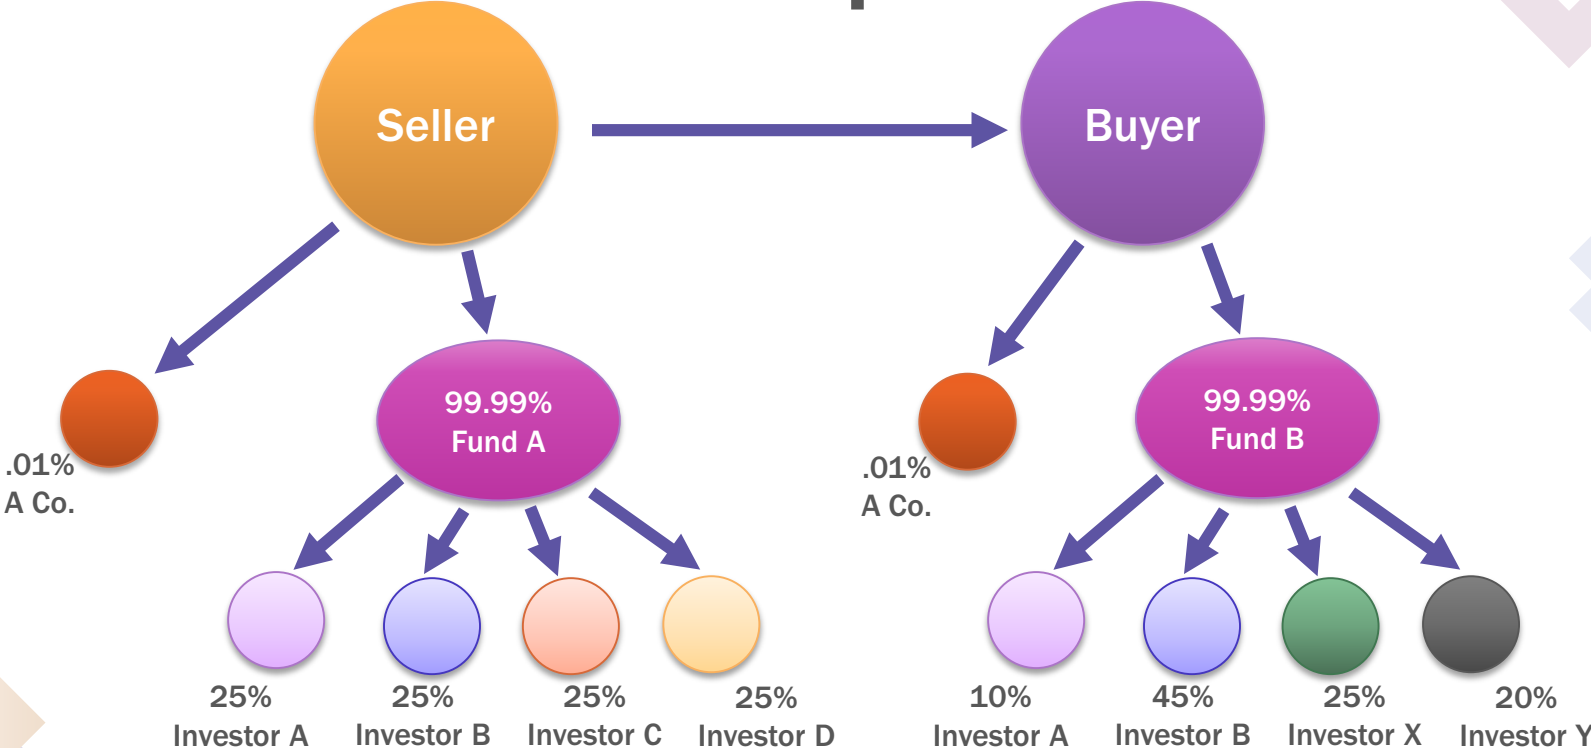 Seller
Buyer
99.99%
Fund A
99.99%
Fund B
.01%
A Co.
.01%
A Co.
25%
Investor A
25%
Investor B
25%
Investor C
25%
Investor D
10%
Investor A
45%
Investor B
25%
Investor X
20%
Investor Y